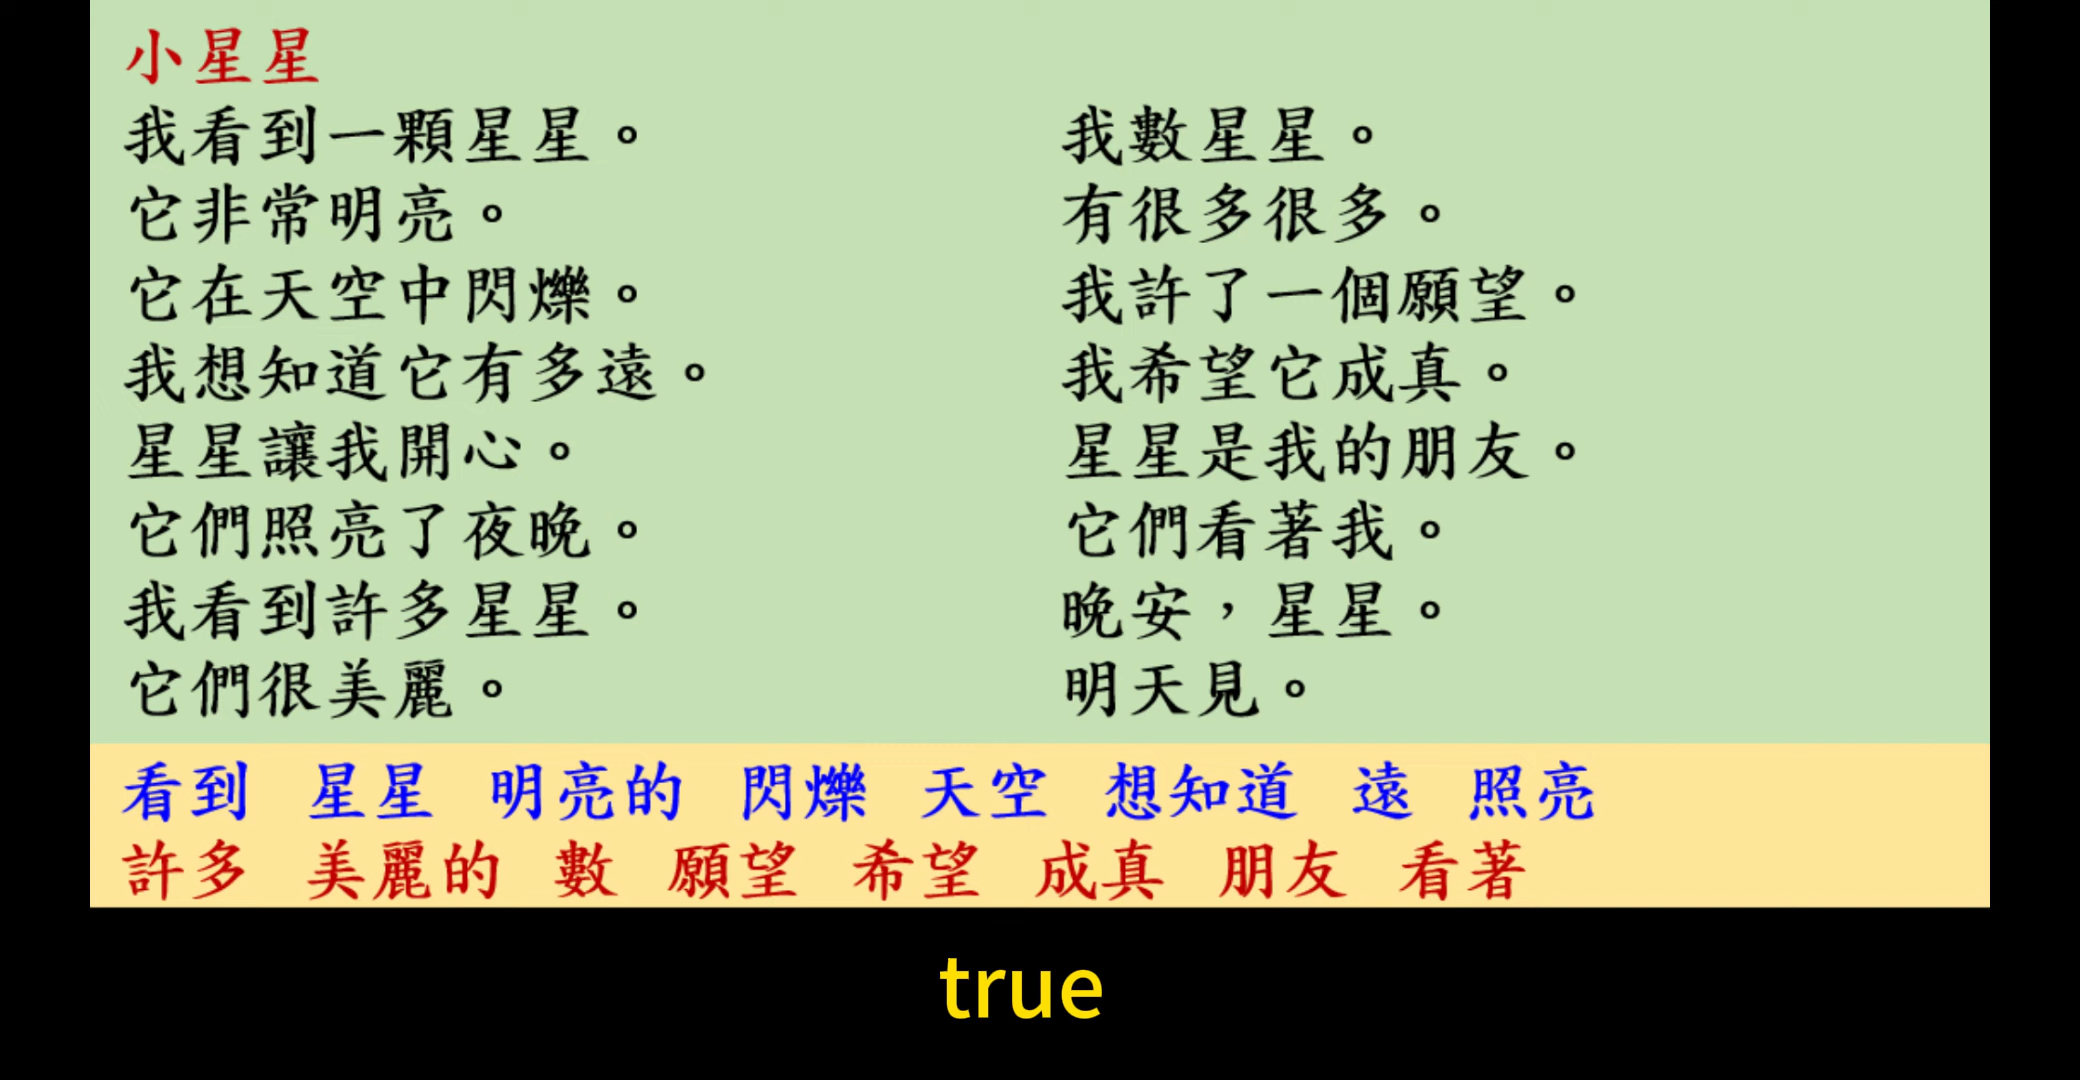 小星星
我看到一顆星星。
它非常明亮。
它在天空中閃爍。
我想知道它有多遠。
星星讓我開心。
它們照亮了夜晚。
我看到許多星星。
它們很美麗。
我數星星。
有很多很多。
我許了一個願望。
我希望它成真。
星星是我的朋友。
它們看著我。
晚安，星星。
明天見。
看到 星星 明亮的 閃爍 天空 想知道 遠 照亮
許多 美麗的 數 願望 希望 成真 朋友 看著
true